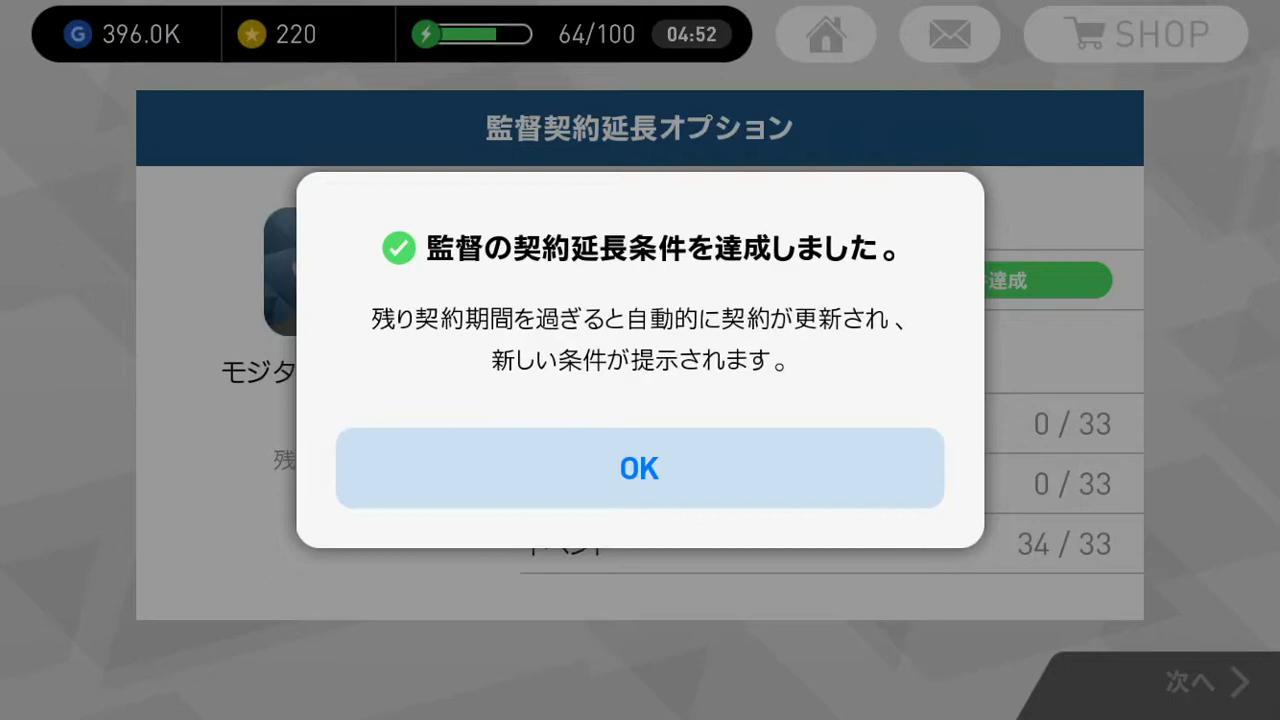 396.0K
220
64/100
04:52
SHOP
監督契約延長オプション
監督の契約延長条件を達成しました。
残り契約期間を過ぎると自動的に契約が更新され、
新しい条件が提示されます。
OK
達成
モジタ
残
0 / 33
0 / 33
34 / 33
次へ